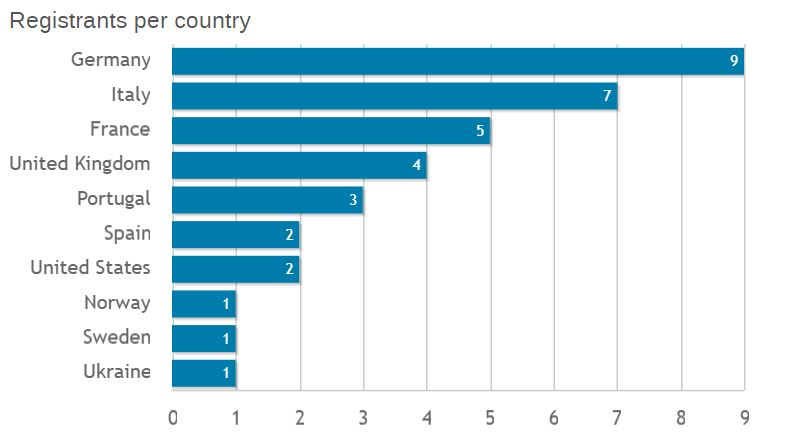 Registrants per country
Germany 9
Italy 7
France 5
United Kingdom 4
Portugal 3
Spain 2
United States 2
Norway 1
Sweden 1
Ukraine 1
0 1 2 3 4 5 6 7 8 9